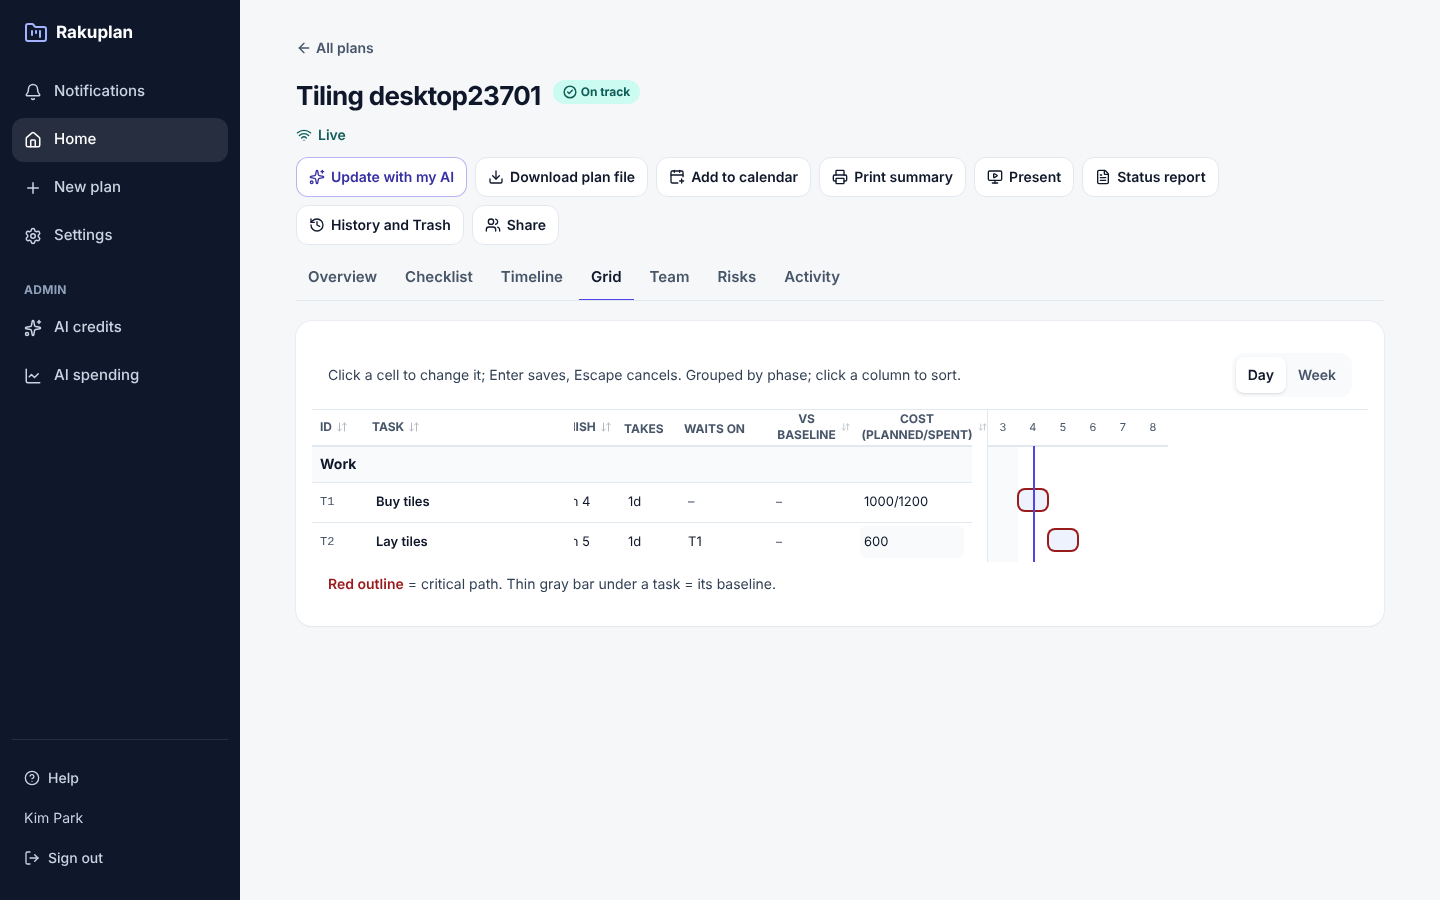 Rakuplan
Notifications
Home
New plan
Settings
ADMIN
AI credits
AI spending
Help
Kim Park
Sign out
All plans
Tiling desktop23701
On track
Live
Update with my AI
Download plan file
Add to calendar
Print summary
Present
Status report
History and Trash
Share
Overview Checklist Timeline Grid Team Risks Activity
Click a cell to change it; Enter saves, Escape cancels. Grouped by phase; click a column to sort.
Day Week
ID TASK ISH TAKES WAITS ON VS BASELINE COST (PLANNED/SPENT) 3 4 5 6 7 8
Work
T1 Buy tiles 4 1d – – 1000/1200
T2 Lay tiles 5 1d T1 – 600
Red outline = critical path. Thin gray bar under a task = its baseline.